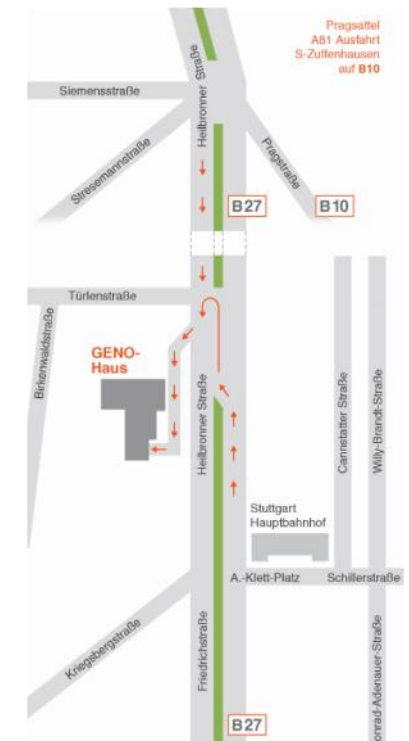 Pragsattel
A81 Ausfahrt
S-Zuffenhausen
auf B10
Heilbronner Straße
Siemensstraße
Stresemannstraße
Pragstraße
B27
B10
Türlenstraße
Birkenwaldstraße
GENO-
Haus
Heilbronner Straße
Cannstatter Straße
Willy-Brandt-Straße
Stuttgart
Hauptbahnhof
A.-Klett-Platz
Schillerstraße
Kriegsbergstraße
Friedrichstraße
onrad-Adenauer-Straße
B27